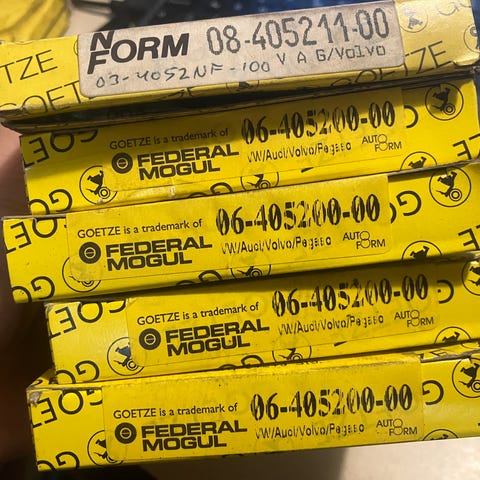 N
FORM 08-405211-00
03-4052NF-100 V A G/Volvo
TZE
GOETZE is a trademark of
FEDERAL
MOGUL
06-405200-00
VW/Audi/Volvo/Pegaso
AUTO
FORM
GOETZE is a trademark of
FEDERAL
MOGUL
06-405200-00
VW/Audi/Volvo/Pegaso
AUTO
FORM
GOETZE is a trademark of
FEDERAL
MOGUL
06-405200-00
VW/Audi/Volvo/Pegaso
AUTO
FORM
GOETZE is a trademark of
FEDERAL
MOGUL
06-405200-00
VW/Audi/Volvo/Pegaso
AUTO
FORM
GOETZE